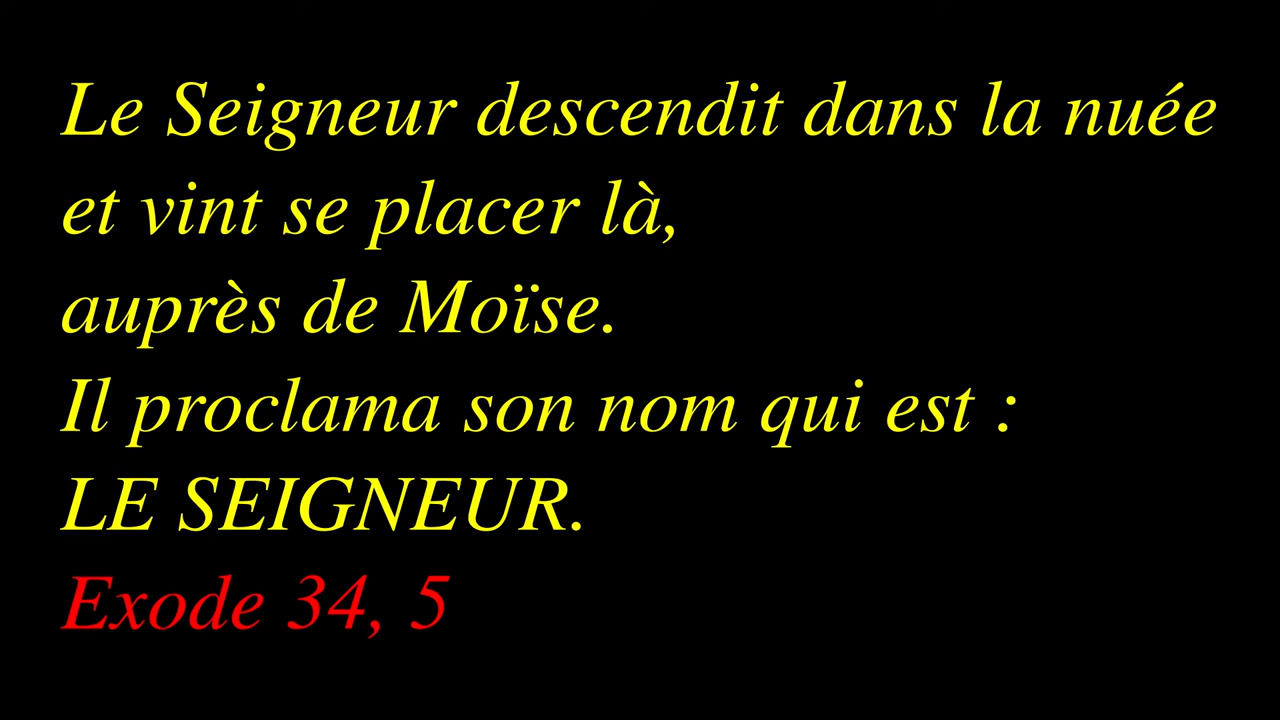 Le Seigneur descendit dans la nuée
et vint se placer là,
auprès de Moïse.
Il proclama son nom qui est :
LE SEIGNEUR.
Exode 34, 5